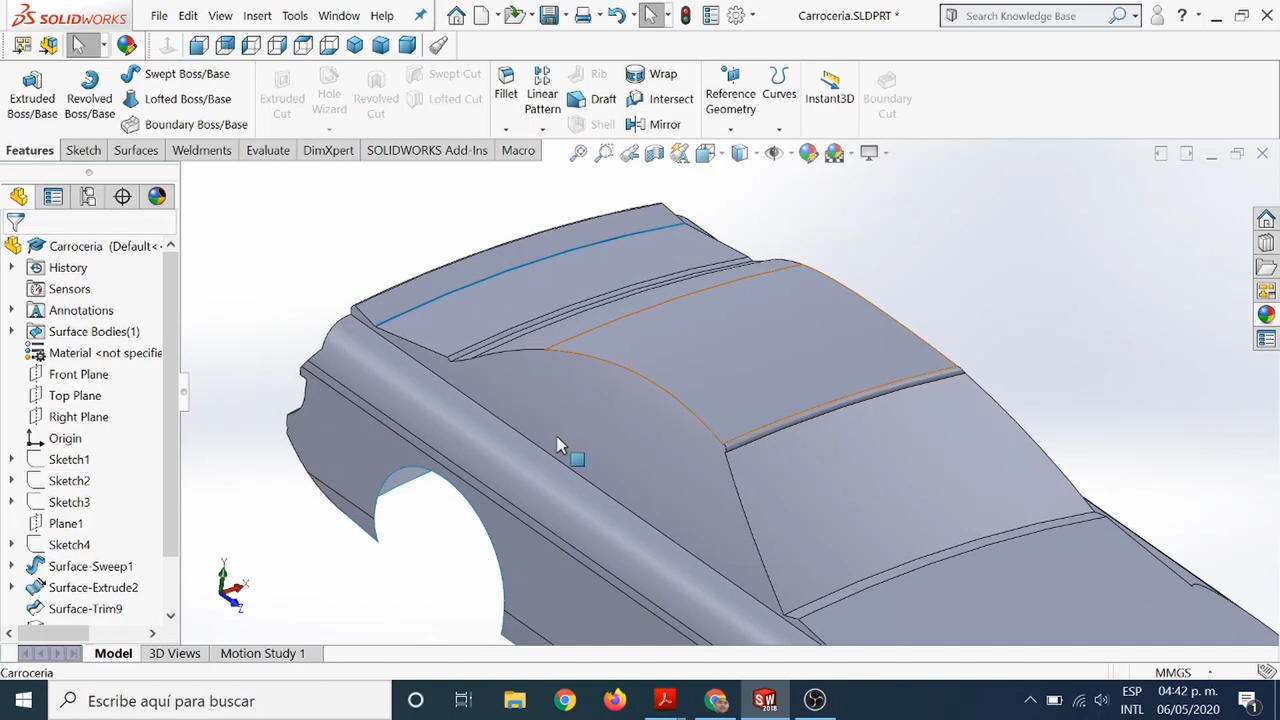 SOLIDWORKS File Edit View Insert Tools Window Help Carroceria.SLDPRT * Search Knowledge Base ?
Extruded Boss/Base
Revolved Boss/Base
Swept Boss/Base
Lofted Boss/Base
Boundary Boss/Base
Extruded Cut
Hole Wizard
Revolved Cut
Swept Cut
Lofted Cut
Fillet
Linear Pattern
Rib
Draft
Shell
Wrap
Intersect
Mirror
Reference Geometry
Curves
Instant3D
Boundary Cut
Features Sketch Surfaces Weldments Evaluate DimXpert SOLIDWORKS Add-Ins Macro
Carroceria (Default<
History
Sensors
Annotations
Surface Bodies(1)
Material <not specifie
Front Plane
Top Plane
Right Plane
Origin
Sketch1
Sketch2
Sketch3
Plane1
Sketch4
Surface-Sweep1
Surface-Extrude2
Surface-Trim9
Y
X
Z
Model 3D Views Motion Study 1
Carroceria MMGS
Escribe aquí para buscar
SW
2018
ESP
INTL
04:42 p. m.
06/05/2020
1